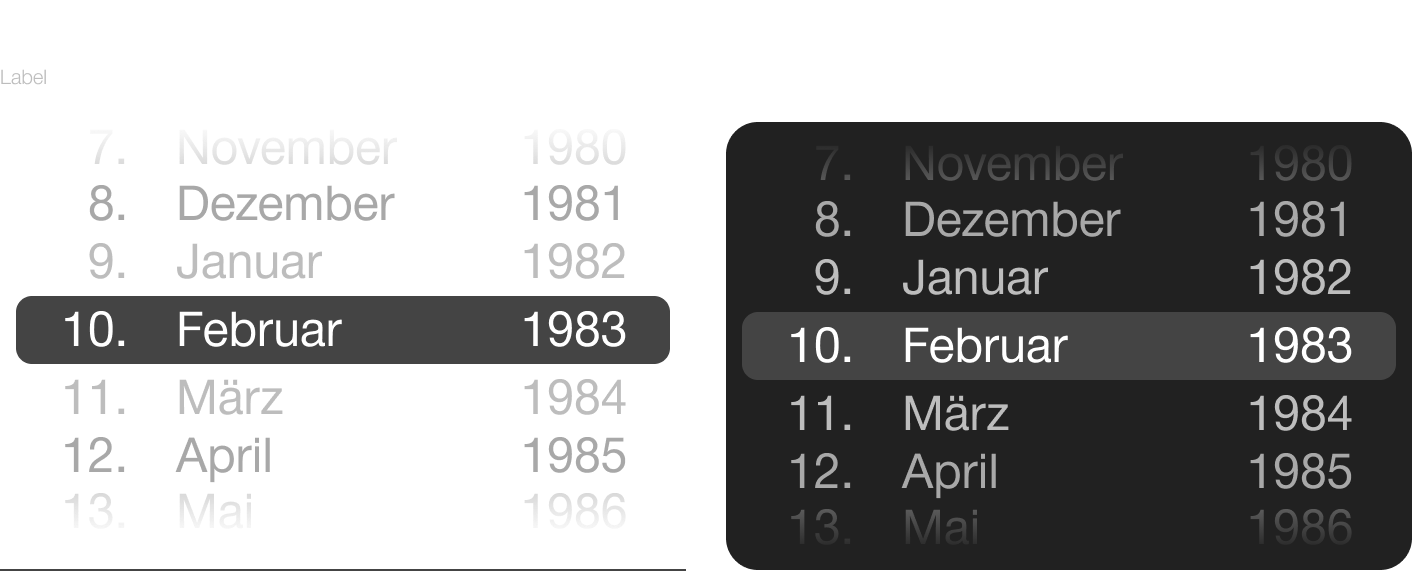 Label
7. November 1980
8. Dezember 1981
9. Januar 1982
10. Februar 1983
11. März 1984
12. April 1985
13. Mai 1986
7. November 1980
8. Dezember 1981
9. Januar 1982
10. Februar 1983
11. März 1984
12. April 1985
13. Mai 1986